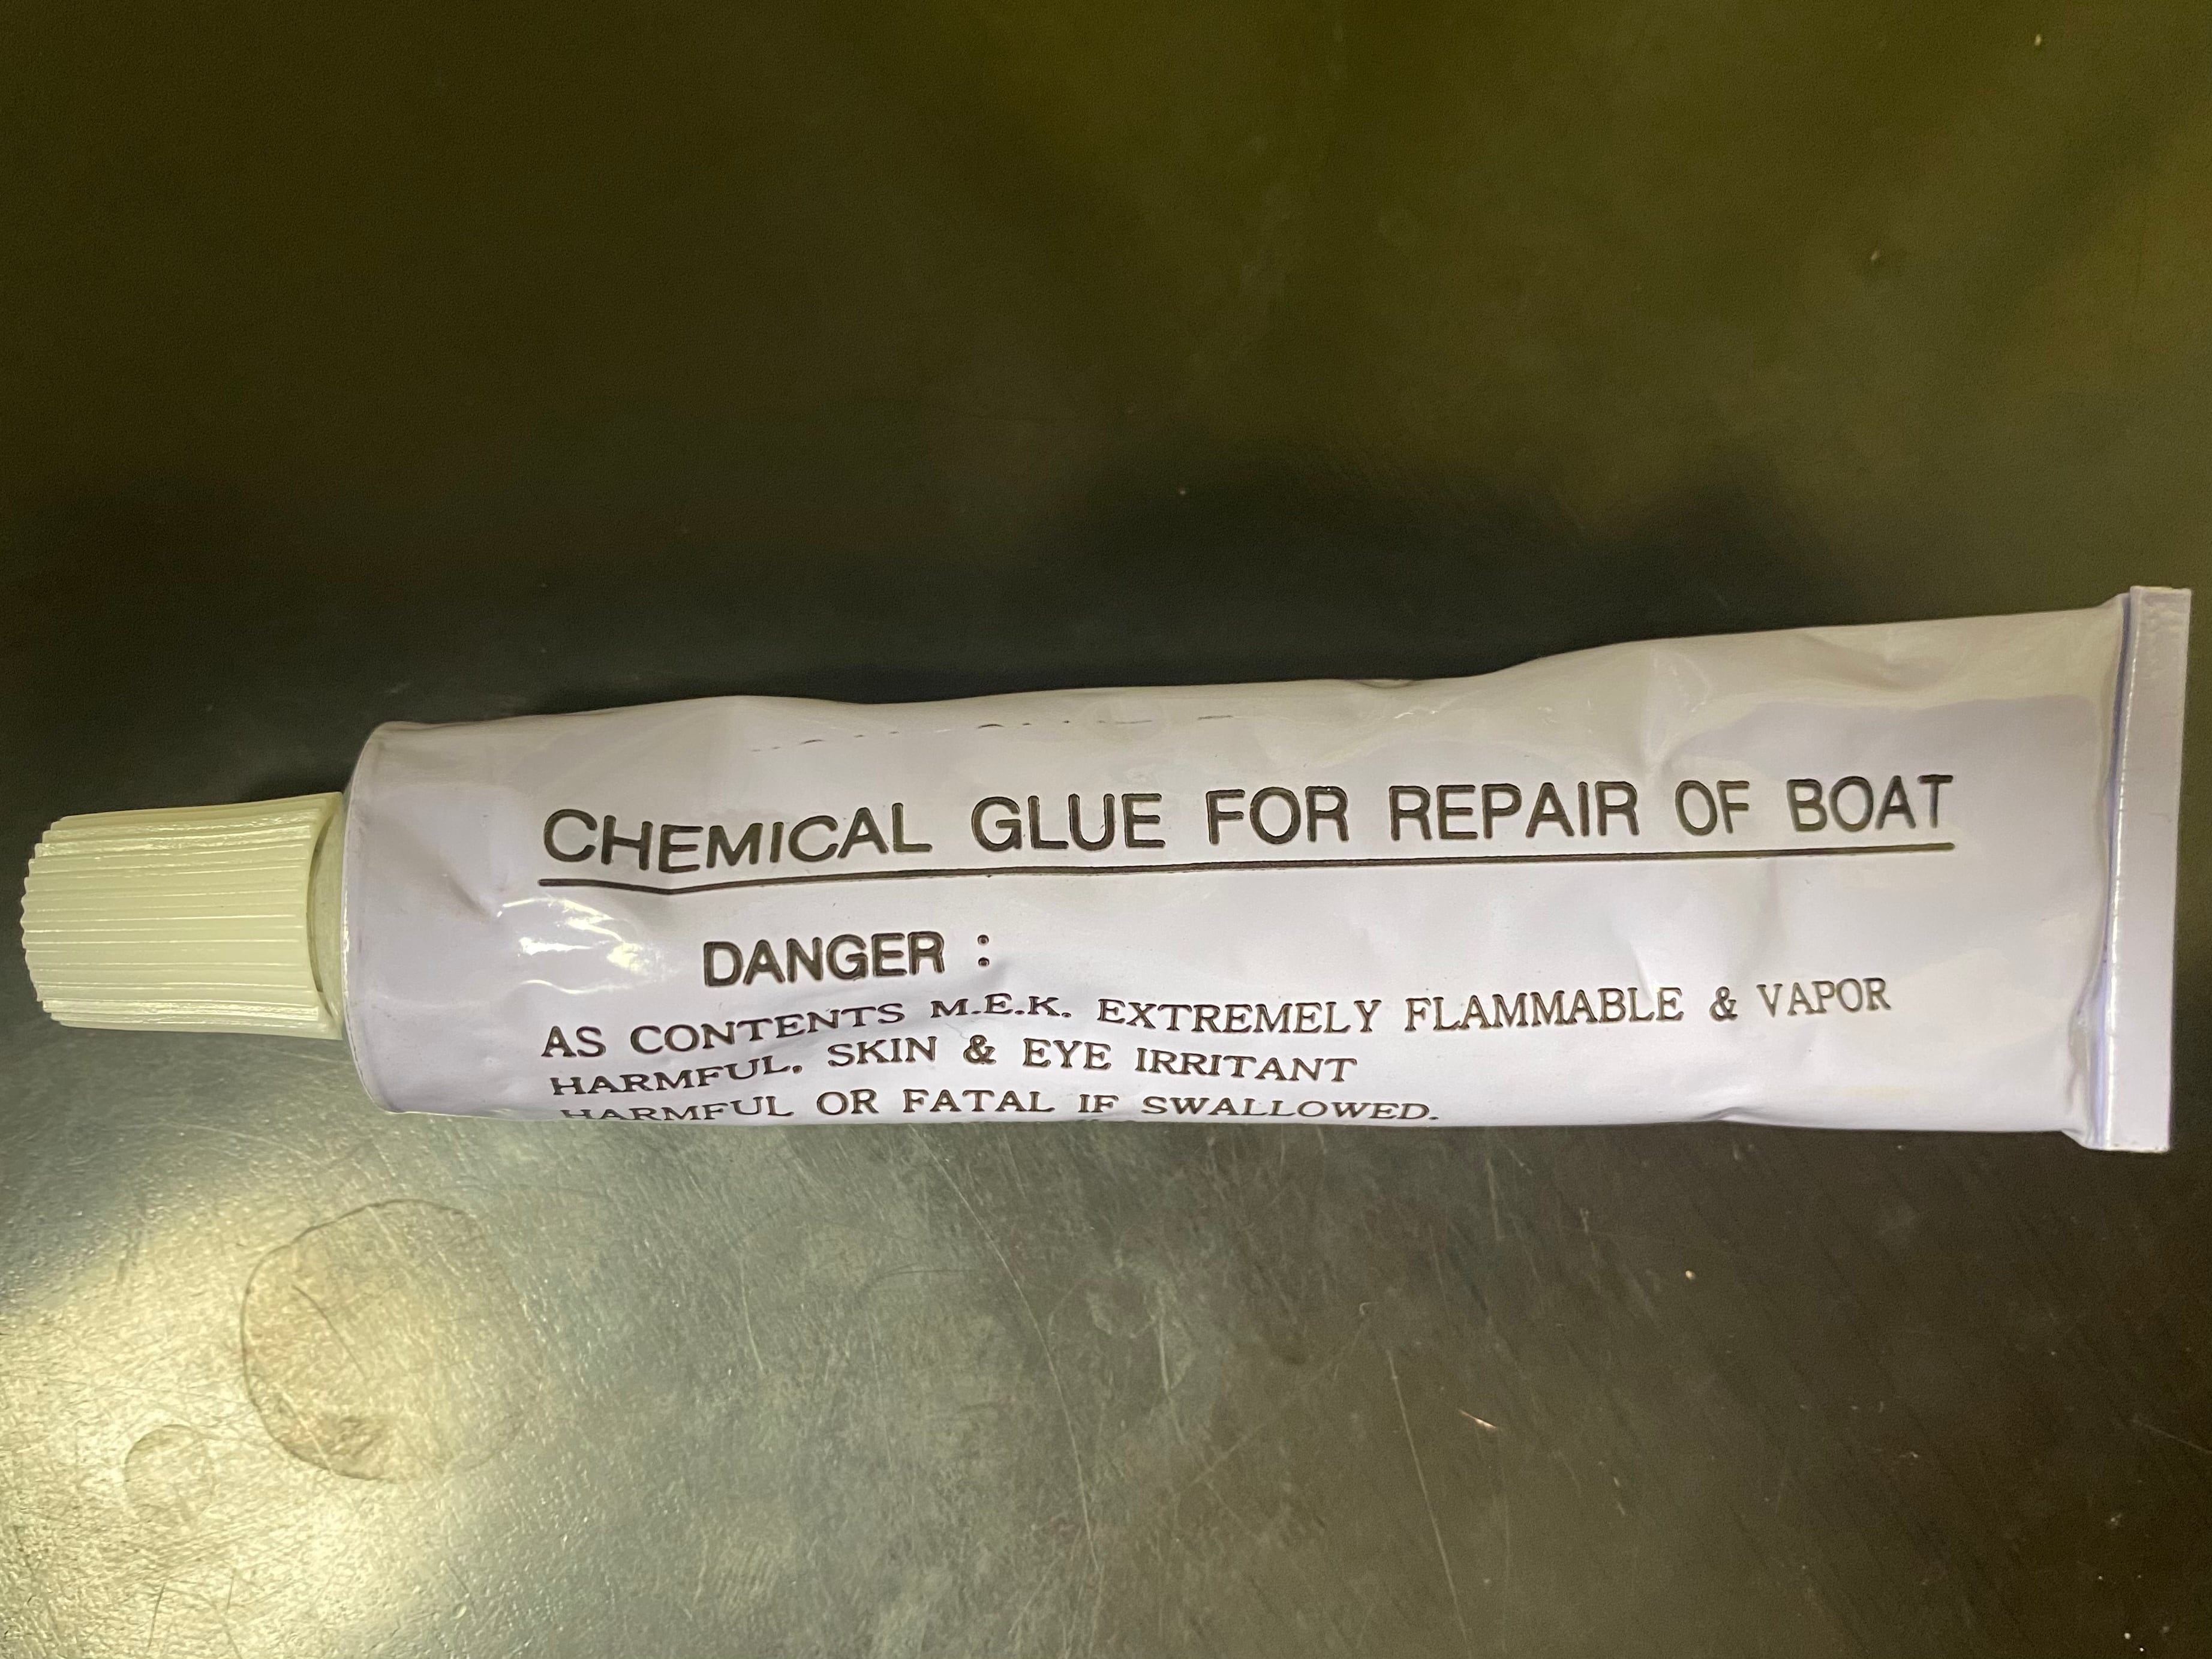 CHEMICAL GLUE FOR REPAIR OF BOAT
DANGER :
AS CONTENTS M.E.K. EXTREMELY FLAMMABLE & VAPOR
HARMFUL. SKIN & EYE IRRITANT
HARMFUL OR FATAL IF SWALLOWED.